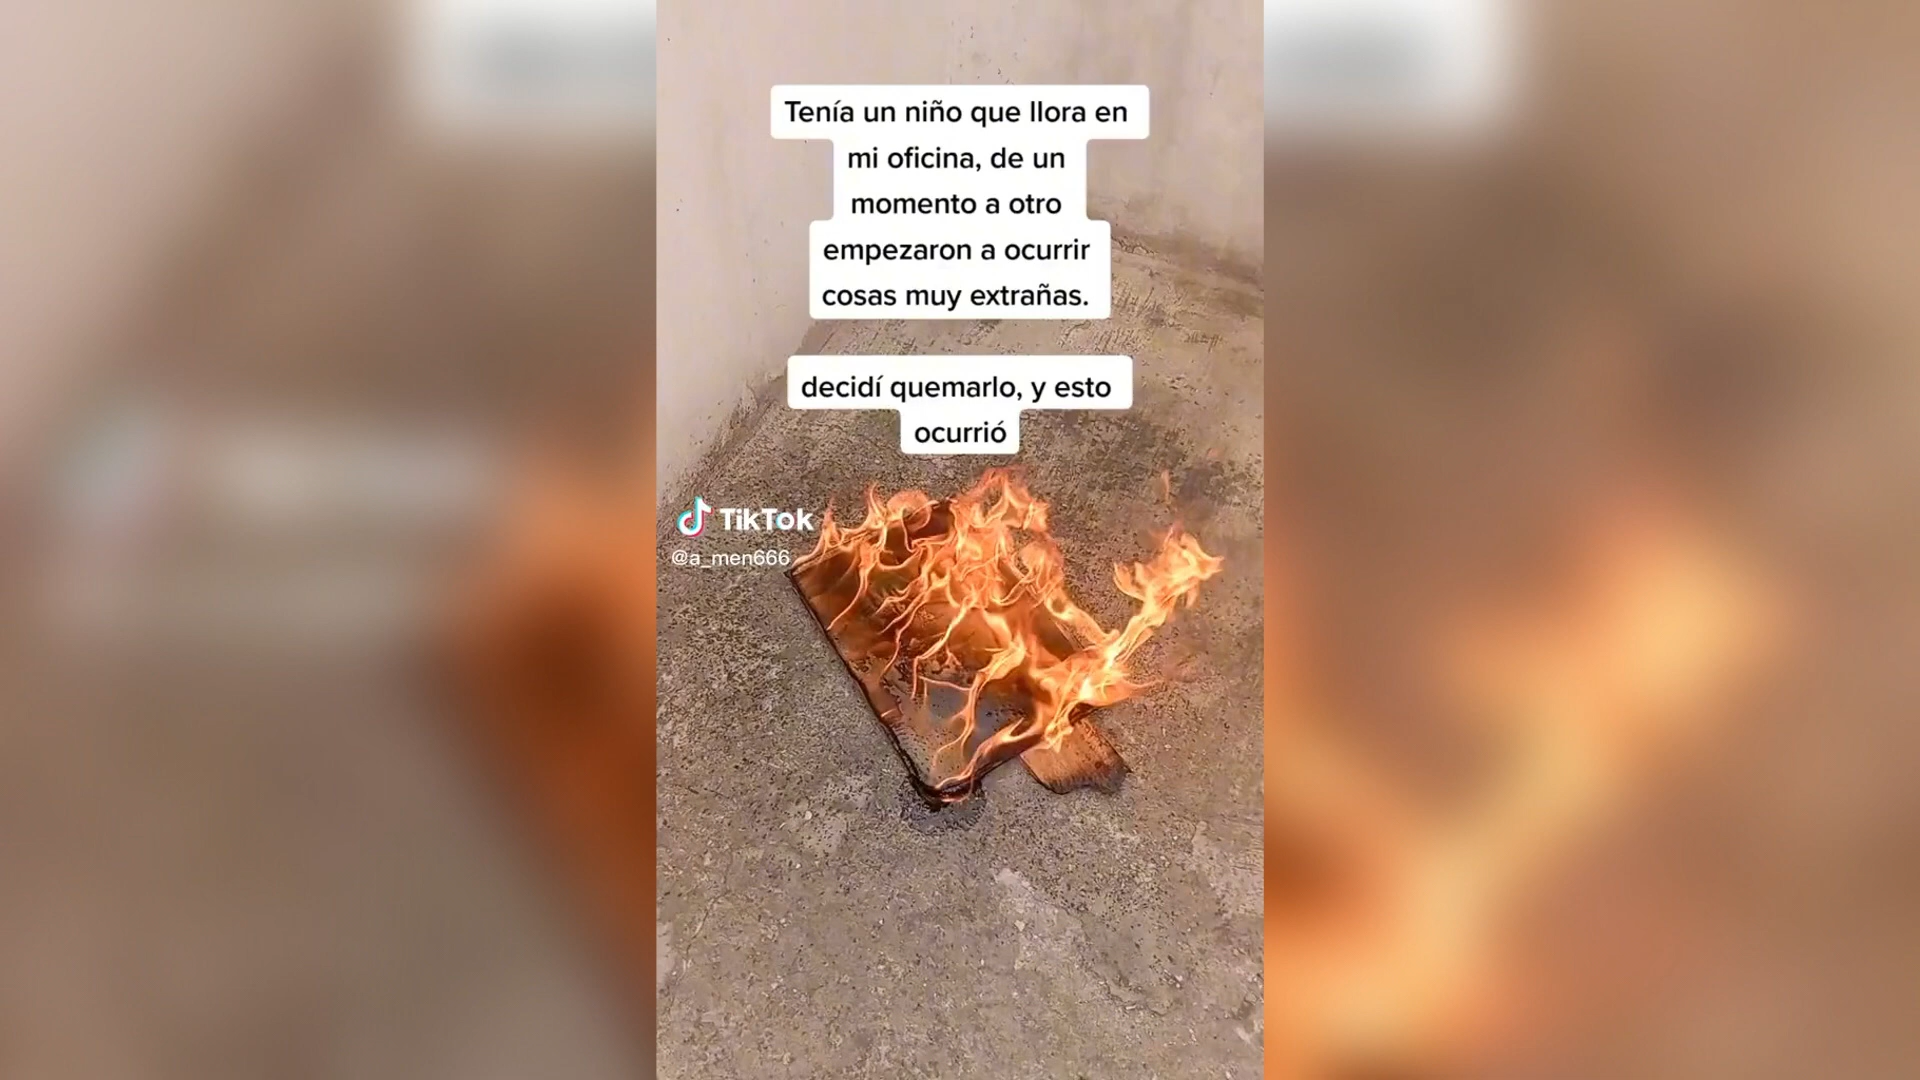 Tenía un niño que llora en
mi oficina, de un
momento a otro
empezaron a ocurrir
cosas muy extrañas.
decidí quemarlo, y esto
ocurrió
TikTok
@a_men666